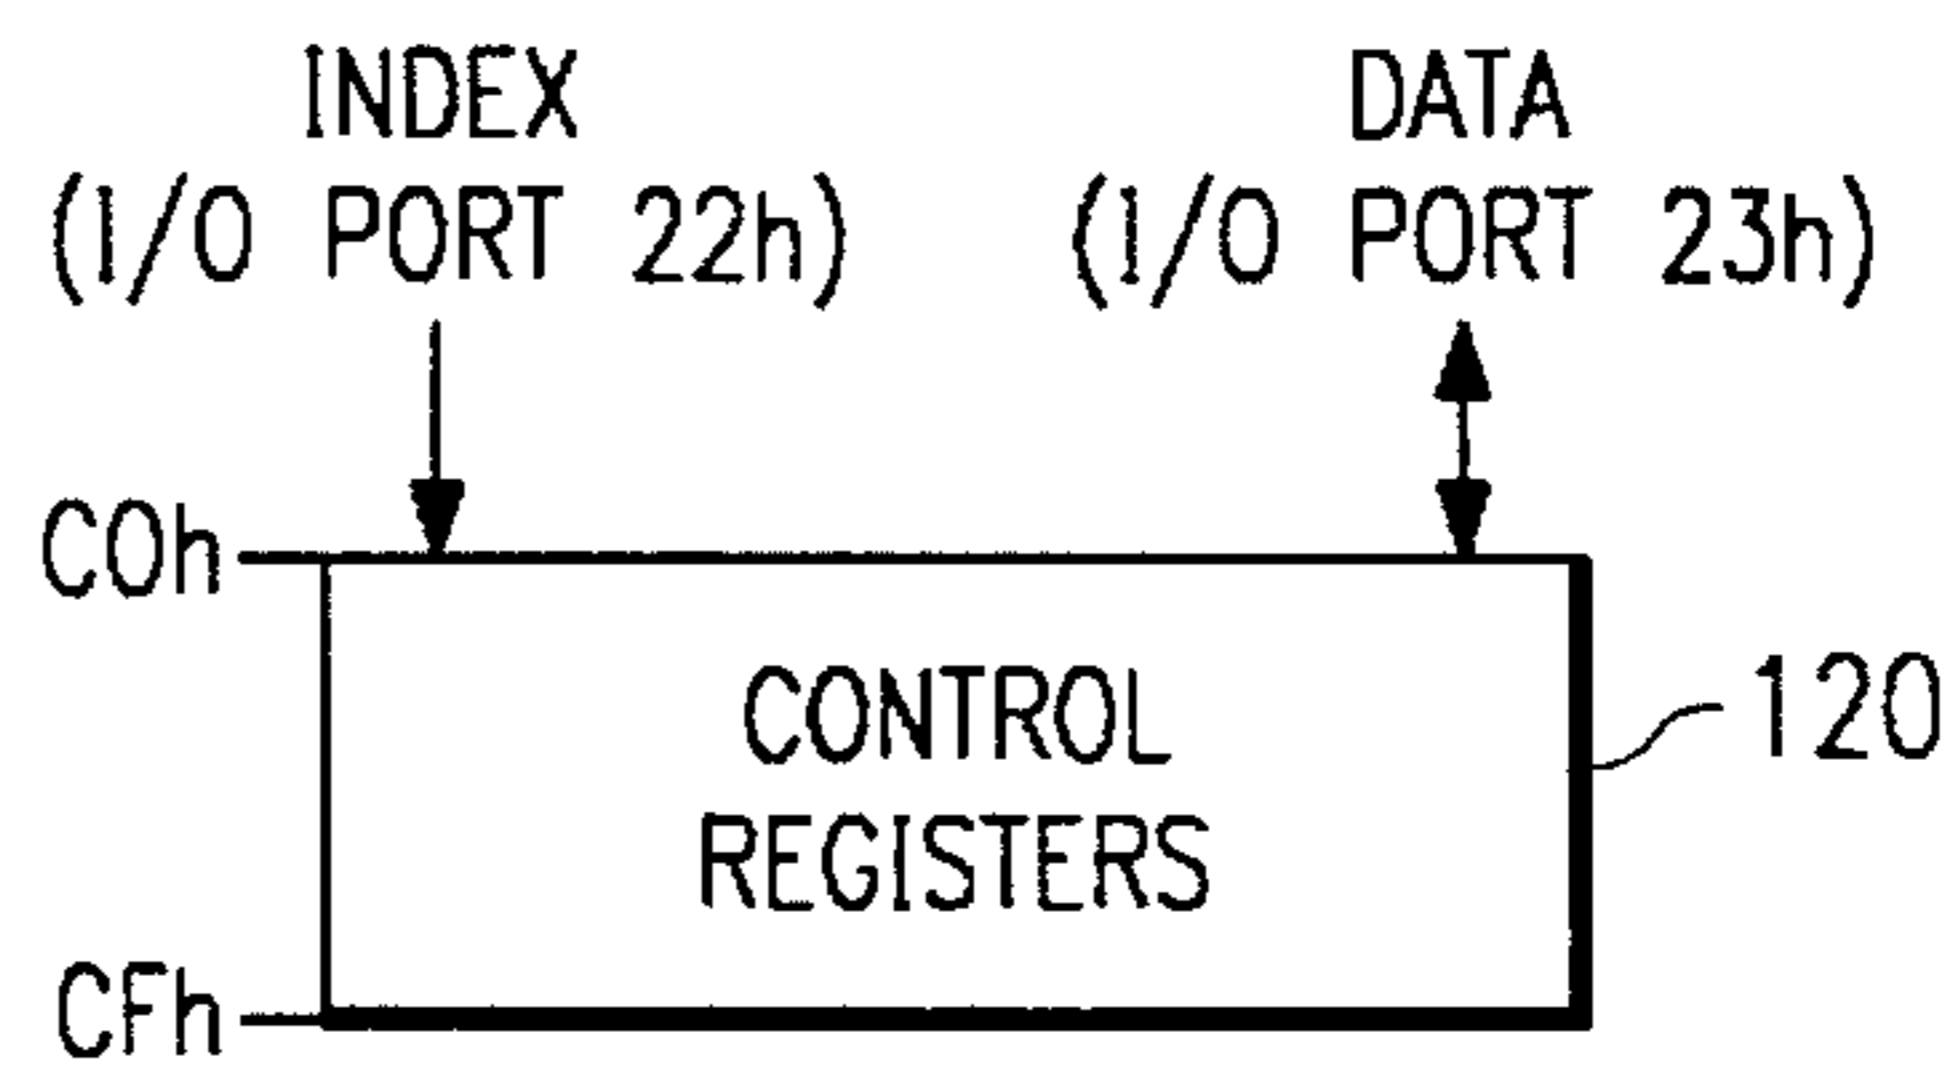 INDEX
(I/O PORT 22h)
DATA
(I/O PORT 23h)
C0h
CONTROL
REGISTERS
120
CFh